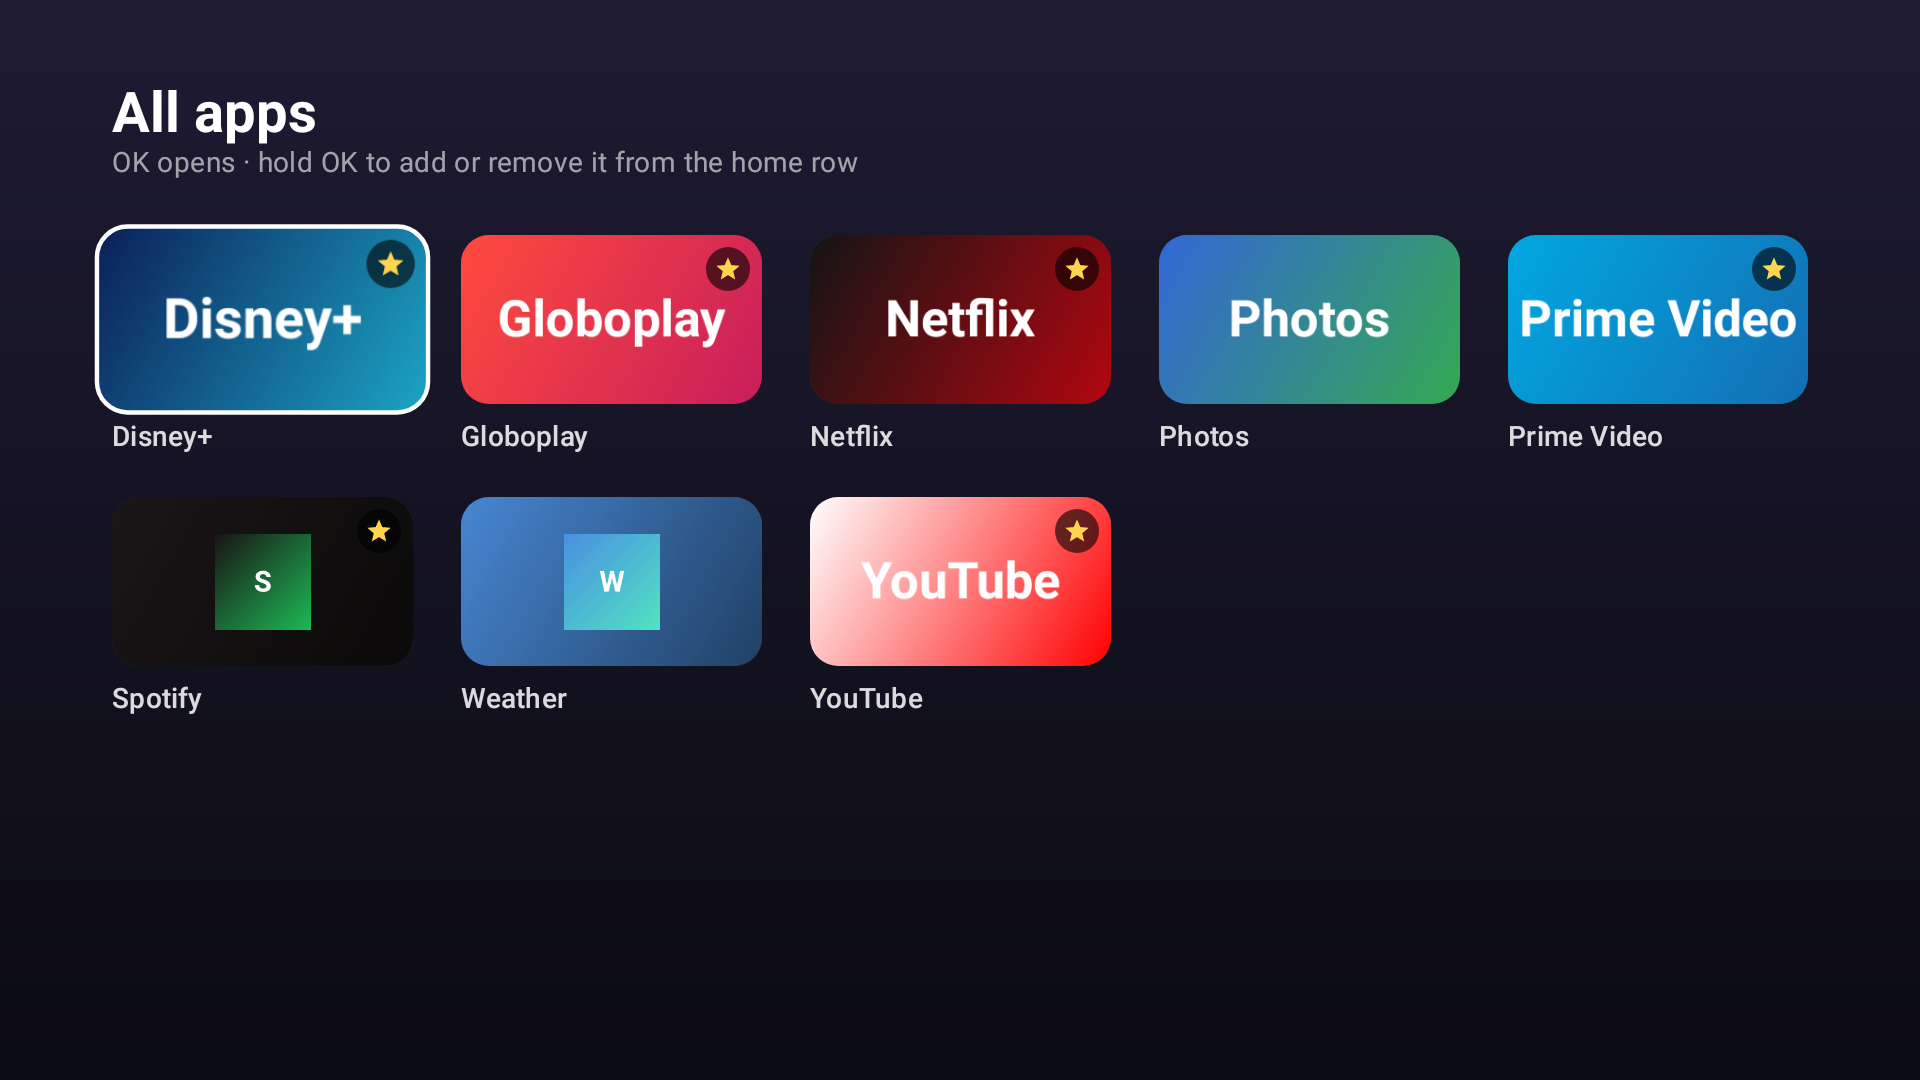 All apps
OK opens · hold OK to add or remove it from the home row
Disney+
Globoplay
Netflix
Photos
Prime Video
Disney+
Globoplay
Netflix
Photos
Prime Video
S
W
YouTube
Spotify
Weather
YouTube